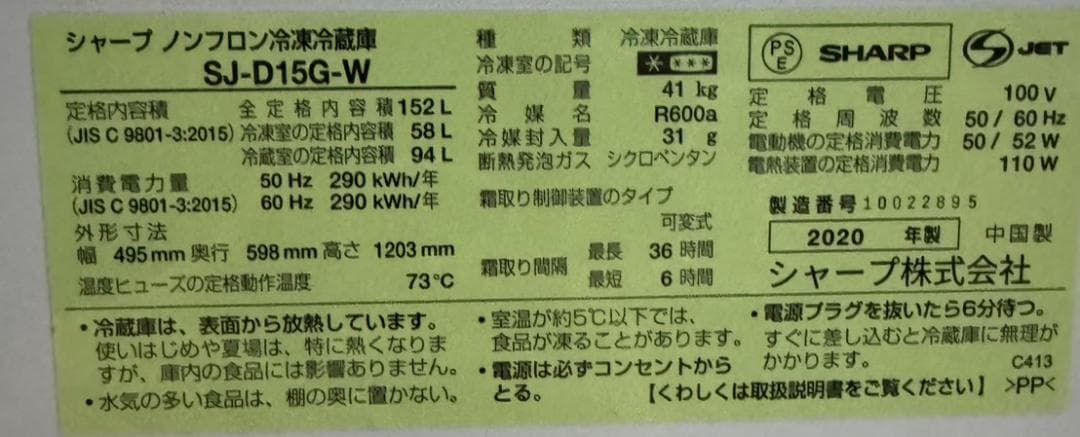 シャープ ノンフロン冷凍冷蔵庫
SJ-D15G-W
定格内容積 全定格内容積 152 L
(JIS C 9801-3:2015) 冷凍室の定格内容積 58 L
冷蔵室の定格内容積 94 L
消費電力量 50 Hz 290 kWh/年
(JIS C 9801-3:2015) 60 Hz 290 kWh/年
外形寸法
幅 495 mm 奥行 598 mm 高さ 1203 mm
温度ヒューズの定格動作温度 73℃
種類 冷凍冷蔵庫
冷凍室の記号 * ***
質量 41 kg
冷媒名 R600a
冷媒封入量 31 g
断熱発泡ガス シクロペンタン
霜取り制御装置のタイプ
可変式
霜取り間隔 最長 36 時間
最短 6 時間
PSE SHARP S JET
定格電圧 100 V
定格周波数 50 / 60 Hz
電動機の定格消費電力 50 / 52 W
電熱装置の定格消費電力 110 W
製造番号 10022895
2020 年製 中国製
シャープ株式会社
・冷蔵庫は、表面から放熱しています。
使いはじめや夏場は、特に熱くなりま
すが、庫内の食品には影響ありません。
・水気の多い食品は、棚の奥に置かない。
・室温が約5℃以下では、
食品が凍ることがあります。
・電源は必ずコンセントから
とる。
・電源プラグを抜いたら6分待つ。
すぐに差し込むと冷蔵庫に無理が
かかります。 C413
【くわしくは取扱説明書をご覧ください】 >PP<